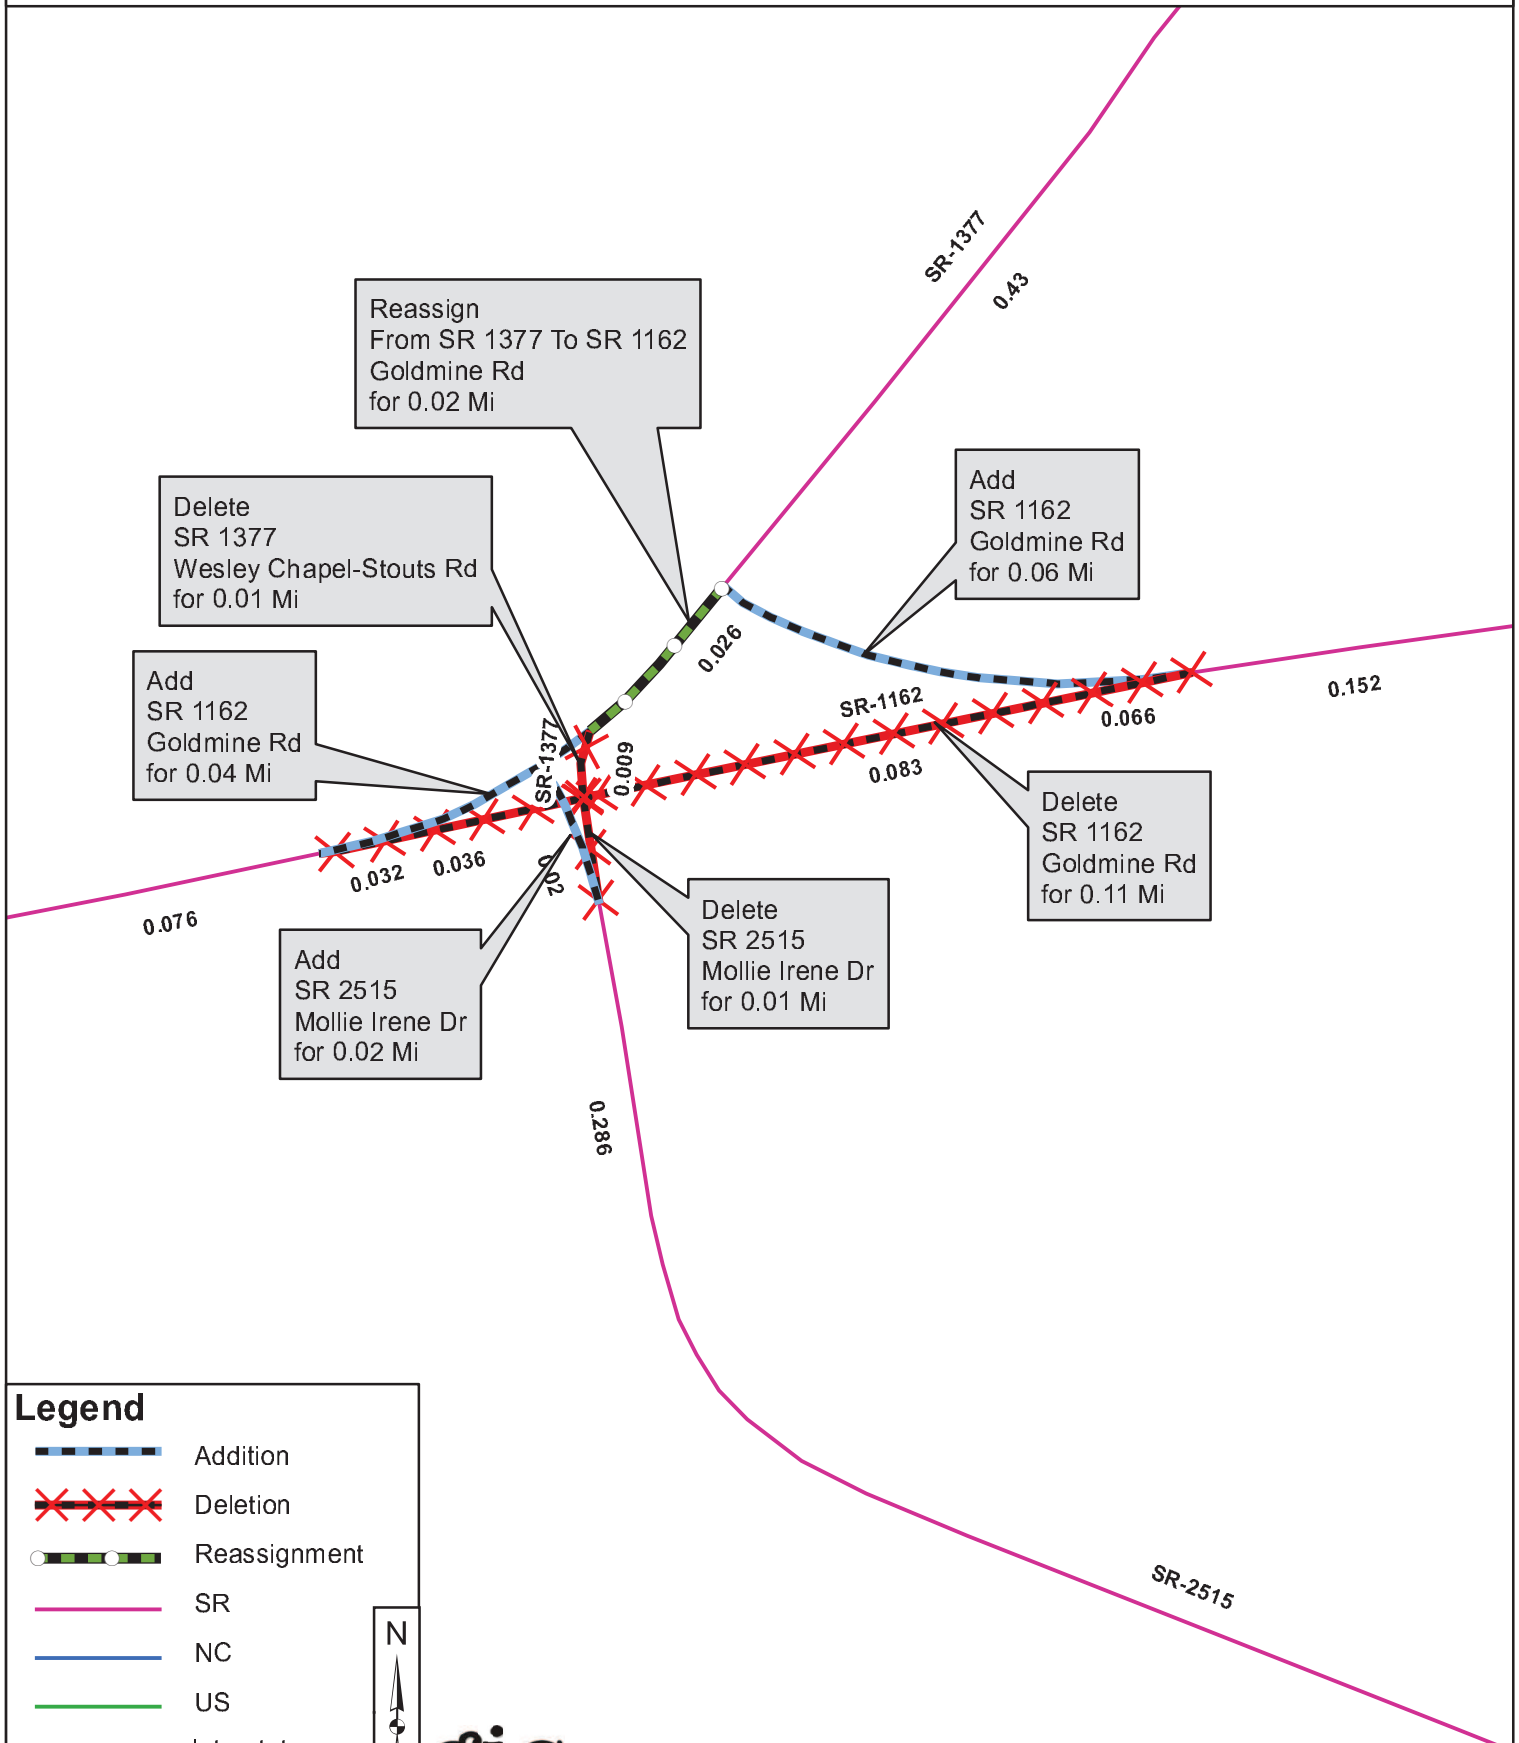 SR-1377
0.43
Reassign
From SR 1377 To SR 1162
Goldmine Rd
for 0.02 Mi
Add
SR 1162
Goldmine Rd
for 0.06 Mi
Delete
SR 1377
Wesley Chapel-Stouts Rd
for 0.01 Mi
0.026
Add
SR 1162
Goldmine Rd
for 0.04 Mi
SR-1377
0.009
SR-1162
0.083
0.066
0.152
0.032
0.036
0.02
0.076
Delete
SR 1162
Goldmine Rd
for 0.11 Mi
Delete
SR 2515
Mollie Irene Dr
for 0.01 Mi
Add
SR 2515
Mollie Irene Dr
for 0.02 Mi
0.286
SR-2515
Legend
Addition
Deletion
Reassignment
SR
NC
US
N